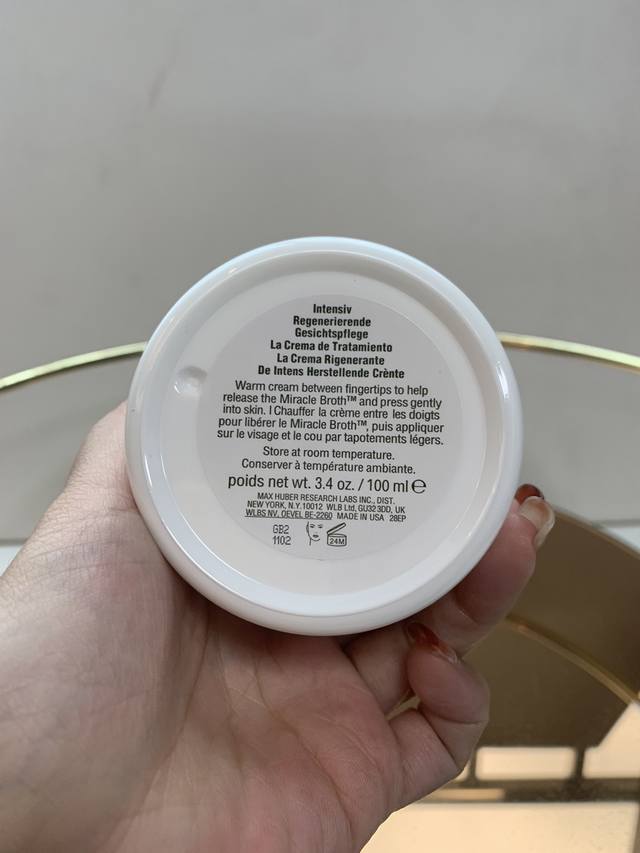 Intensiv
Regenerierende
Gesichtspflege
La Crema de Tratamiento
La Crema Rigenerante
De Intens Herstellende Crènte
Warm cream between fingertips to help
release the Miracle Broth™ and press gently
into skin. I Chauffer la crème entre les doigts
pour libérer le Miracle Broth™, puis appliquer
sur le visage et le cou par tapotements légers.
Store at room temperature.
Conserver à température ambiante.
poids net wt. 3.4 oz. / 100 ml ℮
MAX HUBER RESEARCH LABS INC., DIST.
NEW YORK, N.Y.10012 WLB Ltd, GU32 3DD, UK
WLBS NV. OEVEL BE-2260 MADE IN USA 28EP
GB2
1102
24M